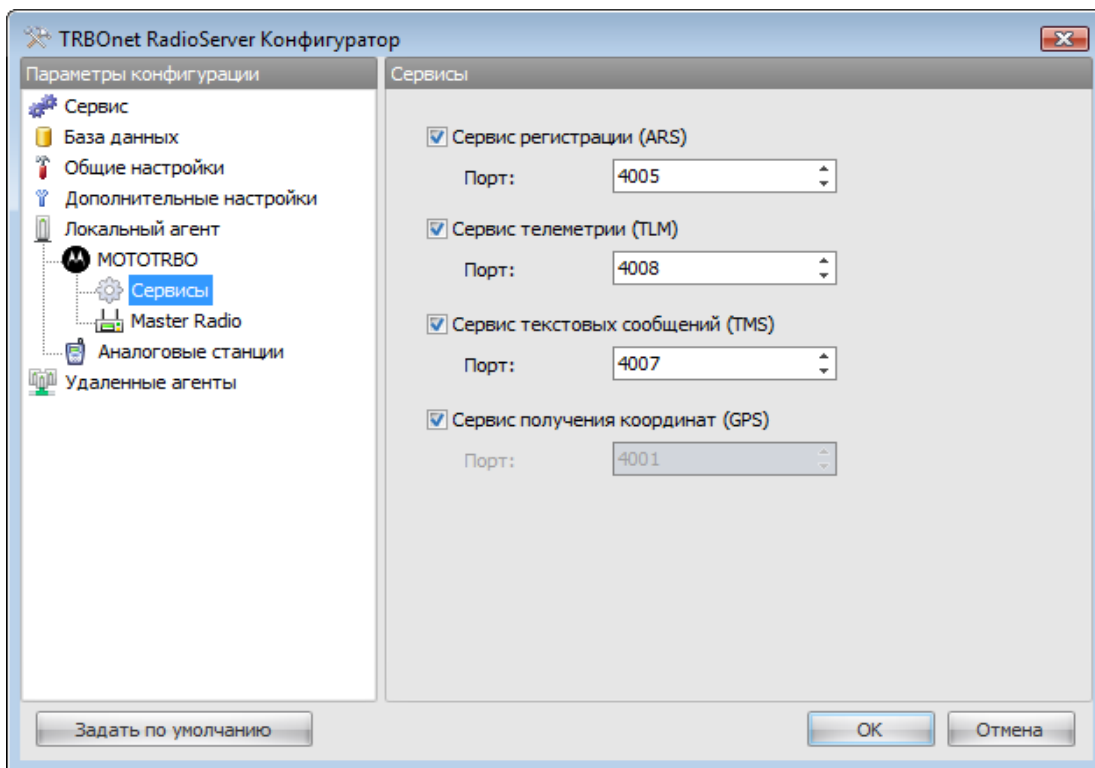 TRBOnet RadioServer Конфигуратор
Параметры конфигурации
Сервис
База данных
Общие настройки
Дополнительные настройки
Локальный агент
MOTOTRBO
Сервисы
Master Radio
Аналоговые станции
Удаленные агенты
Сервисы
Сервис регистрации (ARS)
Порт: 4005
Сервис телеметрии (TLM)
Порт: 4008
Сервис текстовых сообщений (TMS)
Порт: 4007
Сервис получения координат (GPS)
Порт: 4001
Задать по умолчанию
OK
Отмена